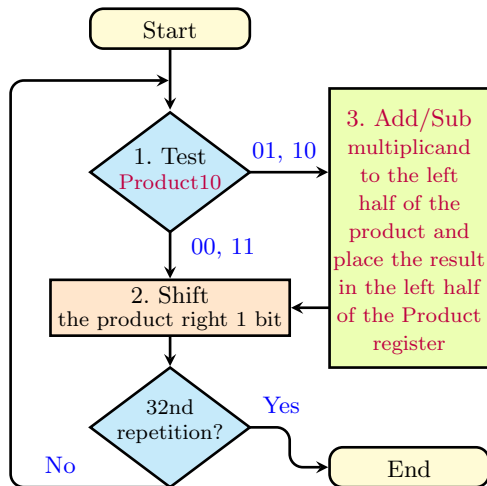 Start
1. Test
Product10
01, 10
3. Add/Sub
multiplicand
to the left
half of the
product and
place the result
in the left half
of the Product
register
00, 11
2. Shift
the product right 1 bit
32nd
repetition?
Yes
No
End